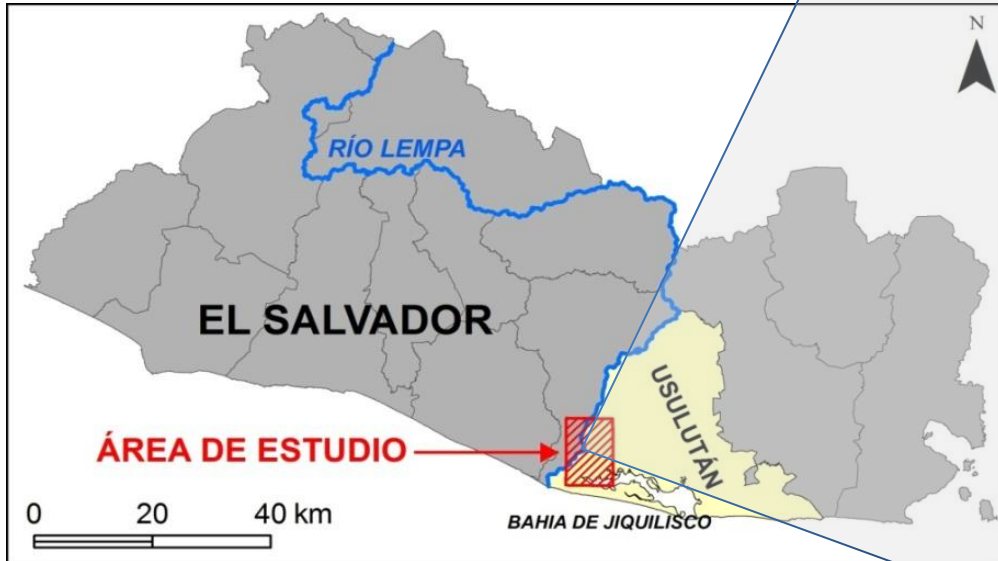 N
RÍO LEMPA
EL SALVADOR
USULUTÁN
ÁREA DE ESTUDIO
BAHIA DE JIQUILISCO
0 20 40 km